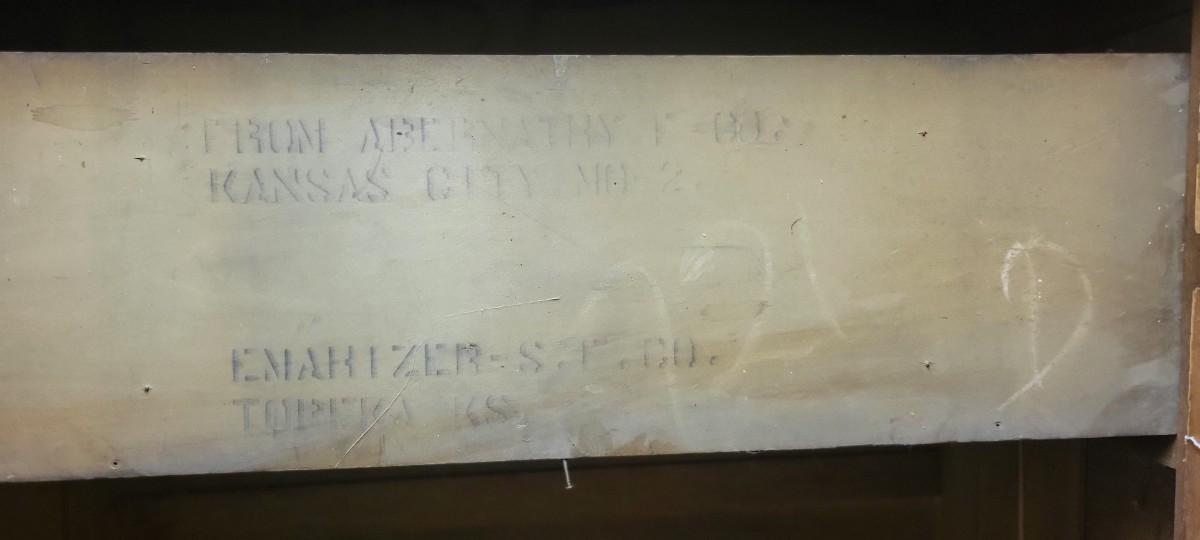 FROM ABERNATHY F CO.
KANSAS CITY MO 2.
EMAHIZER-S.F.CO.
TOPEKA KS
D